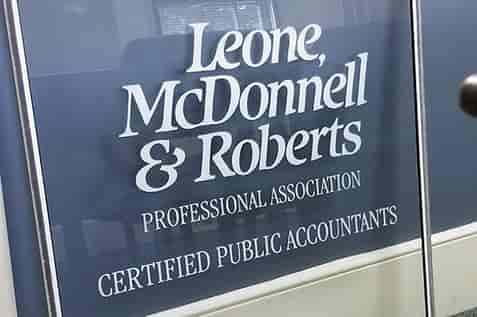 Leone,
McDonnell
& Roberts
PROFESSIONAL ASSOCIATION
CERTIFIED PUBLIC ACCOUNTANTS